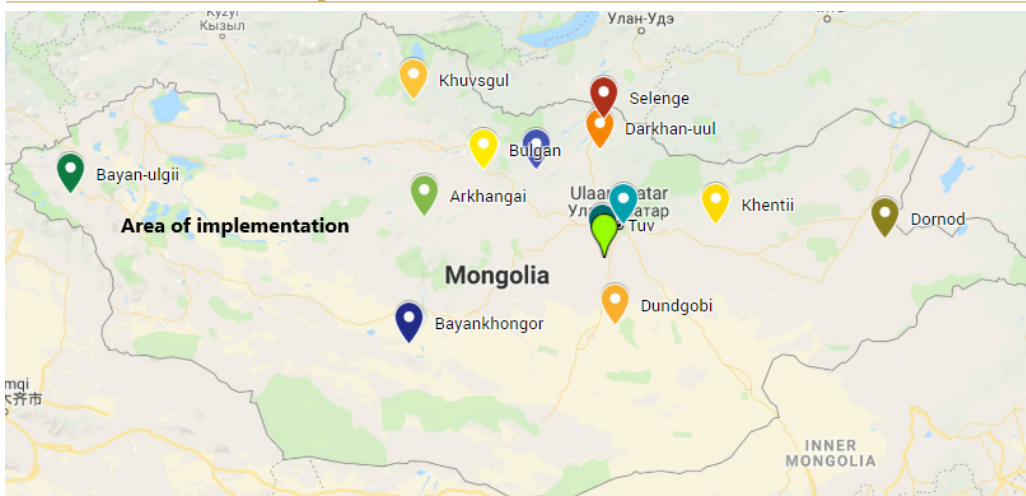 Кызыл
Улан-Удэ
Khuvsgul
Selenge
Darkhan-uul
Bulgan
Bayan-ulgii
Arkhangai
Khentii
Dornod
Tuv
Area of implementation
Mongolia
Dundgobi
Bayankhongor
INNER
MONGOLIA